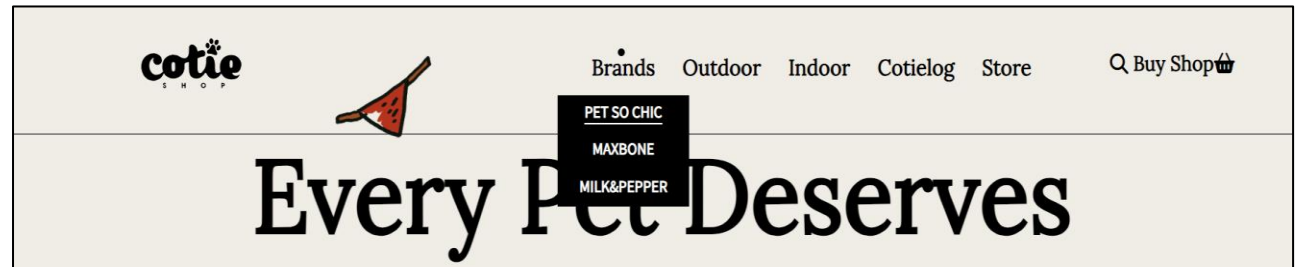 cotie
SHOP
Brands Outdoor Indoor Cotielog Store Buy Shop
PET SO CHIC
MAXBONE
MILK&PEPPER
Every Pet Deserves